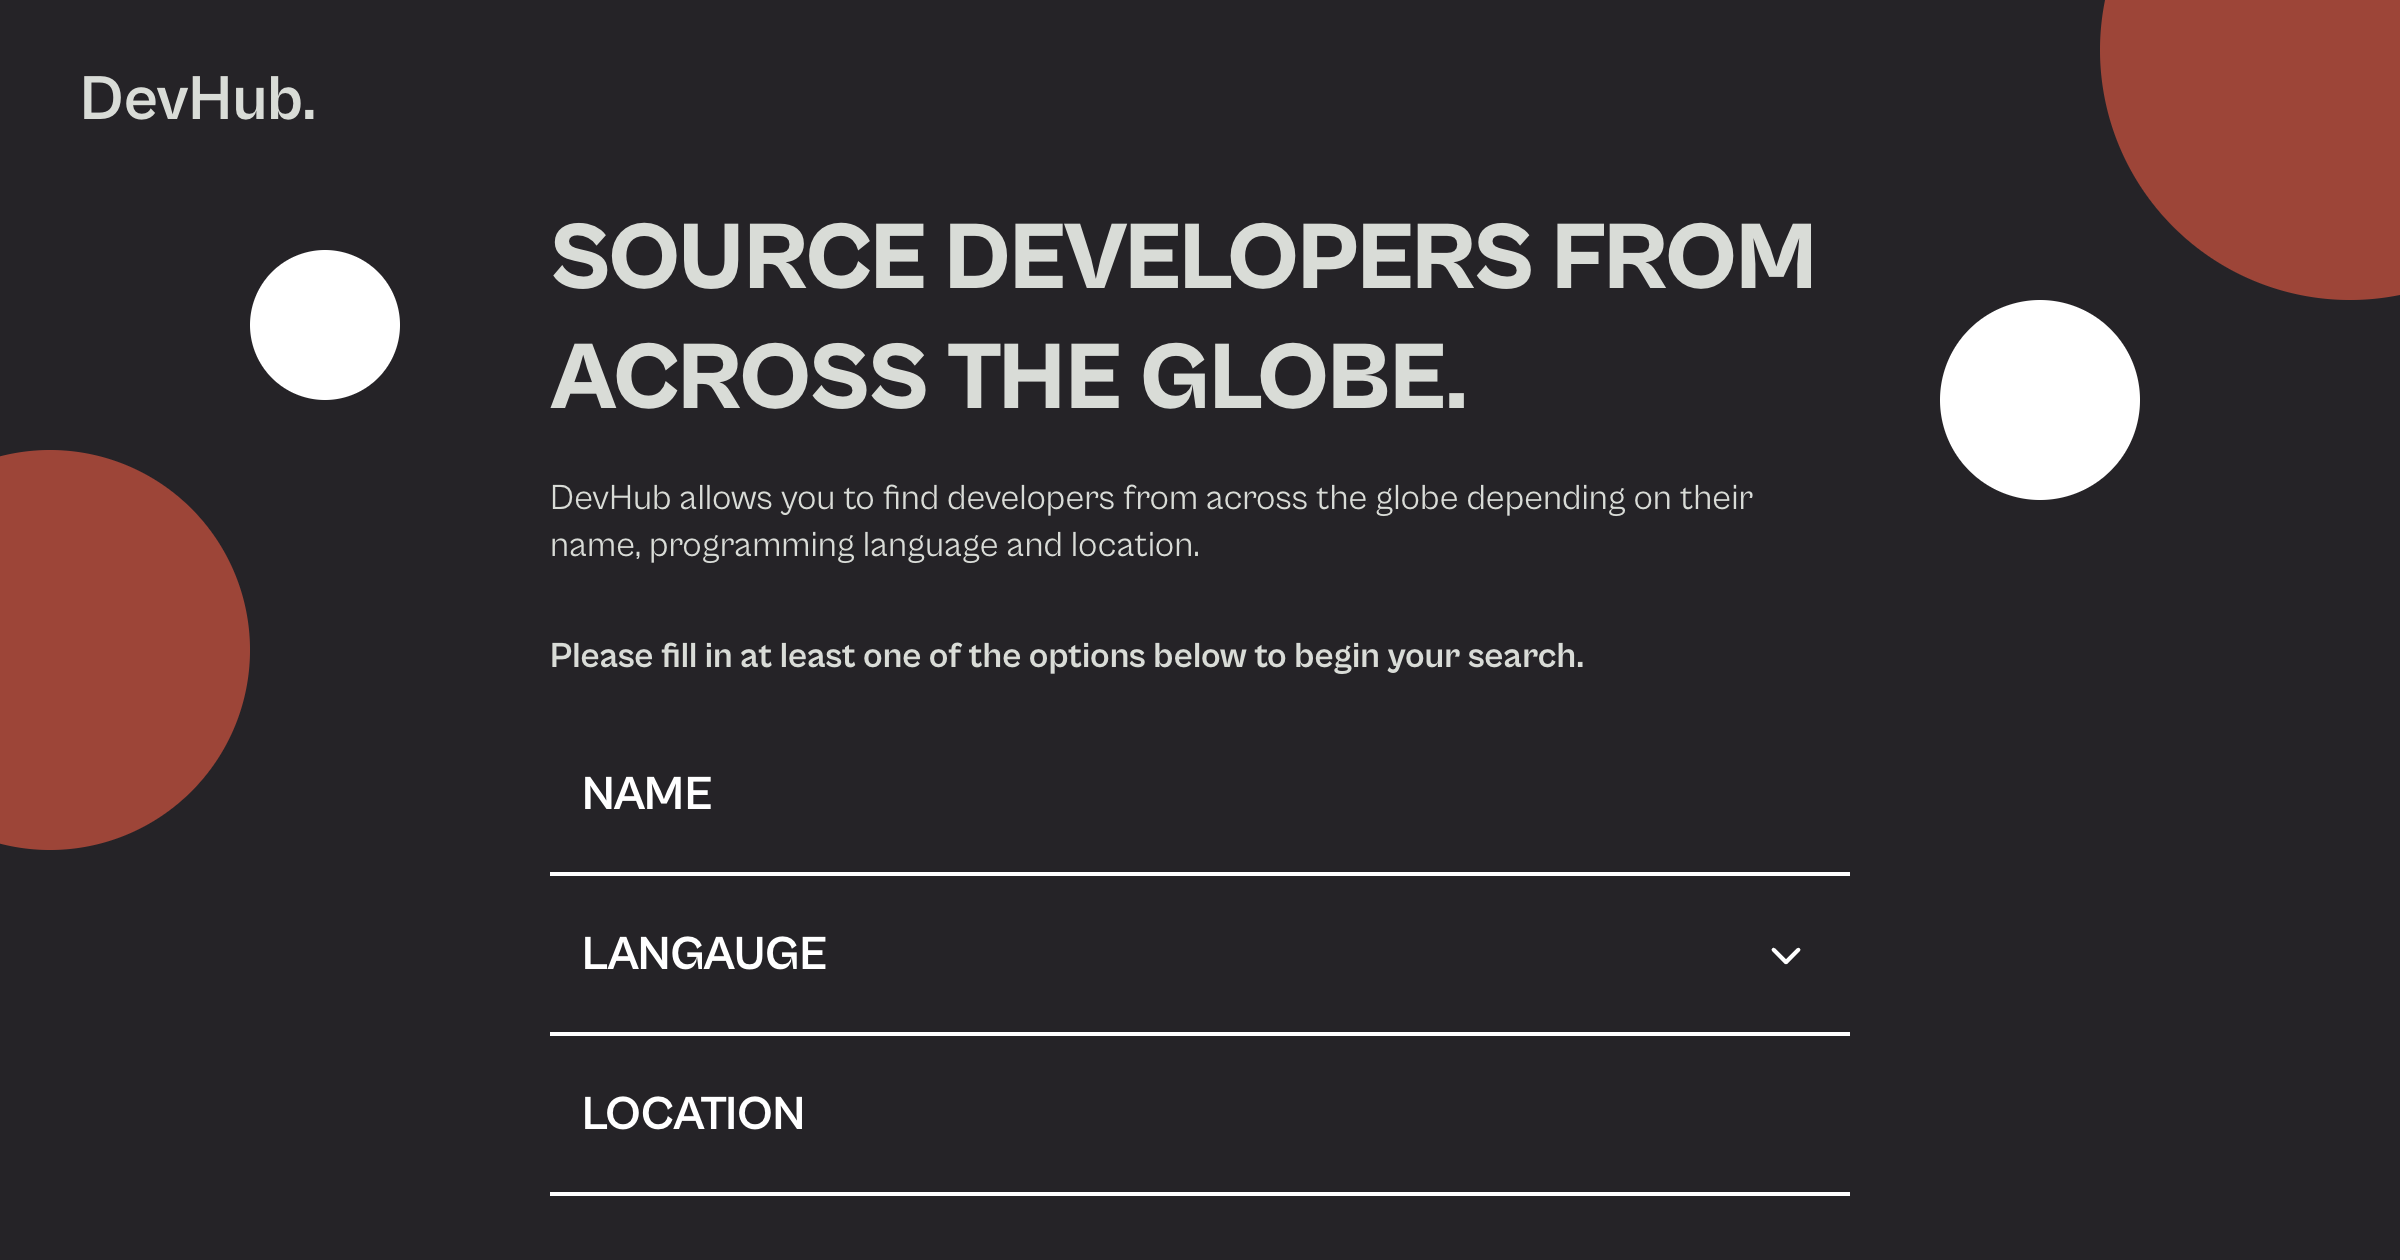 DevHub.
SOURCE DEVELOPERS FROM
ACROSS THE GLOBE.
DevHub allows you to find developers from across the globe depending on their
name, programming language and location.
Please fill in at least one of the options below to begin your search.
NAME
LANGAUGE
LOCATION